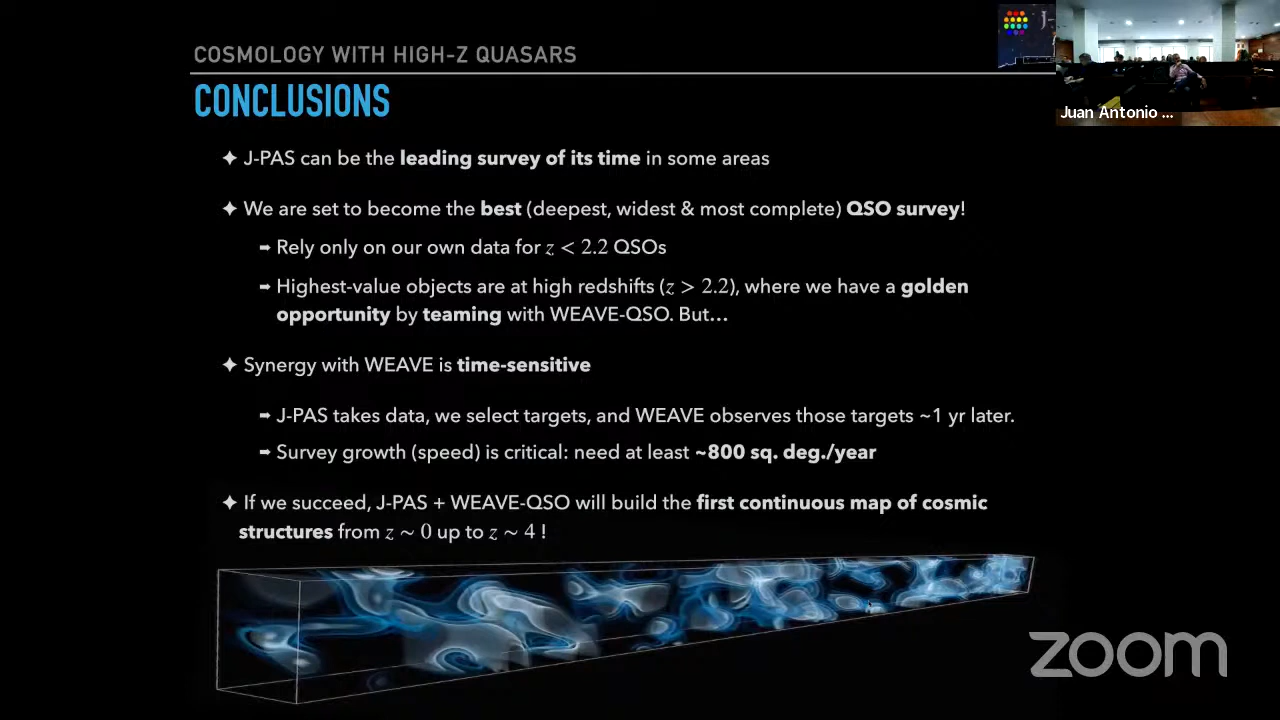 COSMOLOGY WITH HIGH-Z QUASARS
CONCLUSIONS
✦ J-PAS can be the leading survey of its time in some areas
✦ We are set to become the best (deepest, widest & most complete) QSO survey!
➡ Rely only on our own data for z < 2.2 QSOs
➡ Highest-value objects are at high redshifts (z > 2.2), where we have a golden
opportunity by teaming with WEAVE-QSO. But…
✦ Synergy with WEAVE is time-sensitive
➡ J-PAS takes data, we select targets, and WEAVE observes those targets ~1 yr later.
➡ Survey growth (speed) is critical: need at least ~800 sq. deg./year
✦ If we succeed, J-PAS + WEAVE-QSO will build the first continuous map of cosmic
structures from z ∼ 0 up to z ∼ 4 !
J-
Juan Antonio ...
zoom